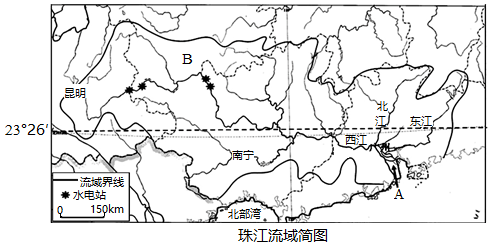 B
昆明
北江
东江
23°26′
西江
南宁
A
流域界线
水电站
0 150km
北部湾
珠江流域简图